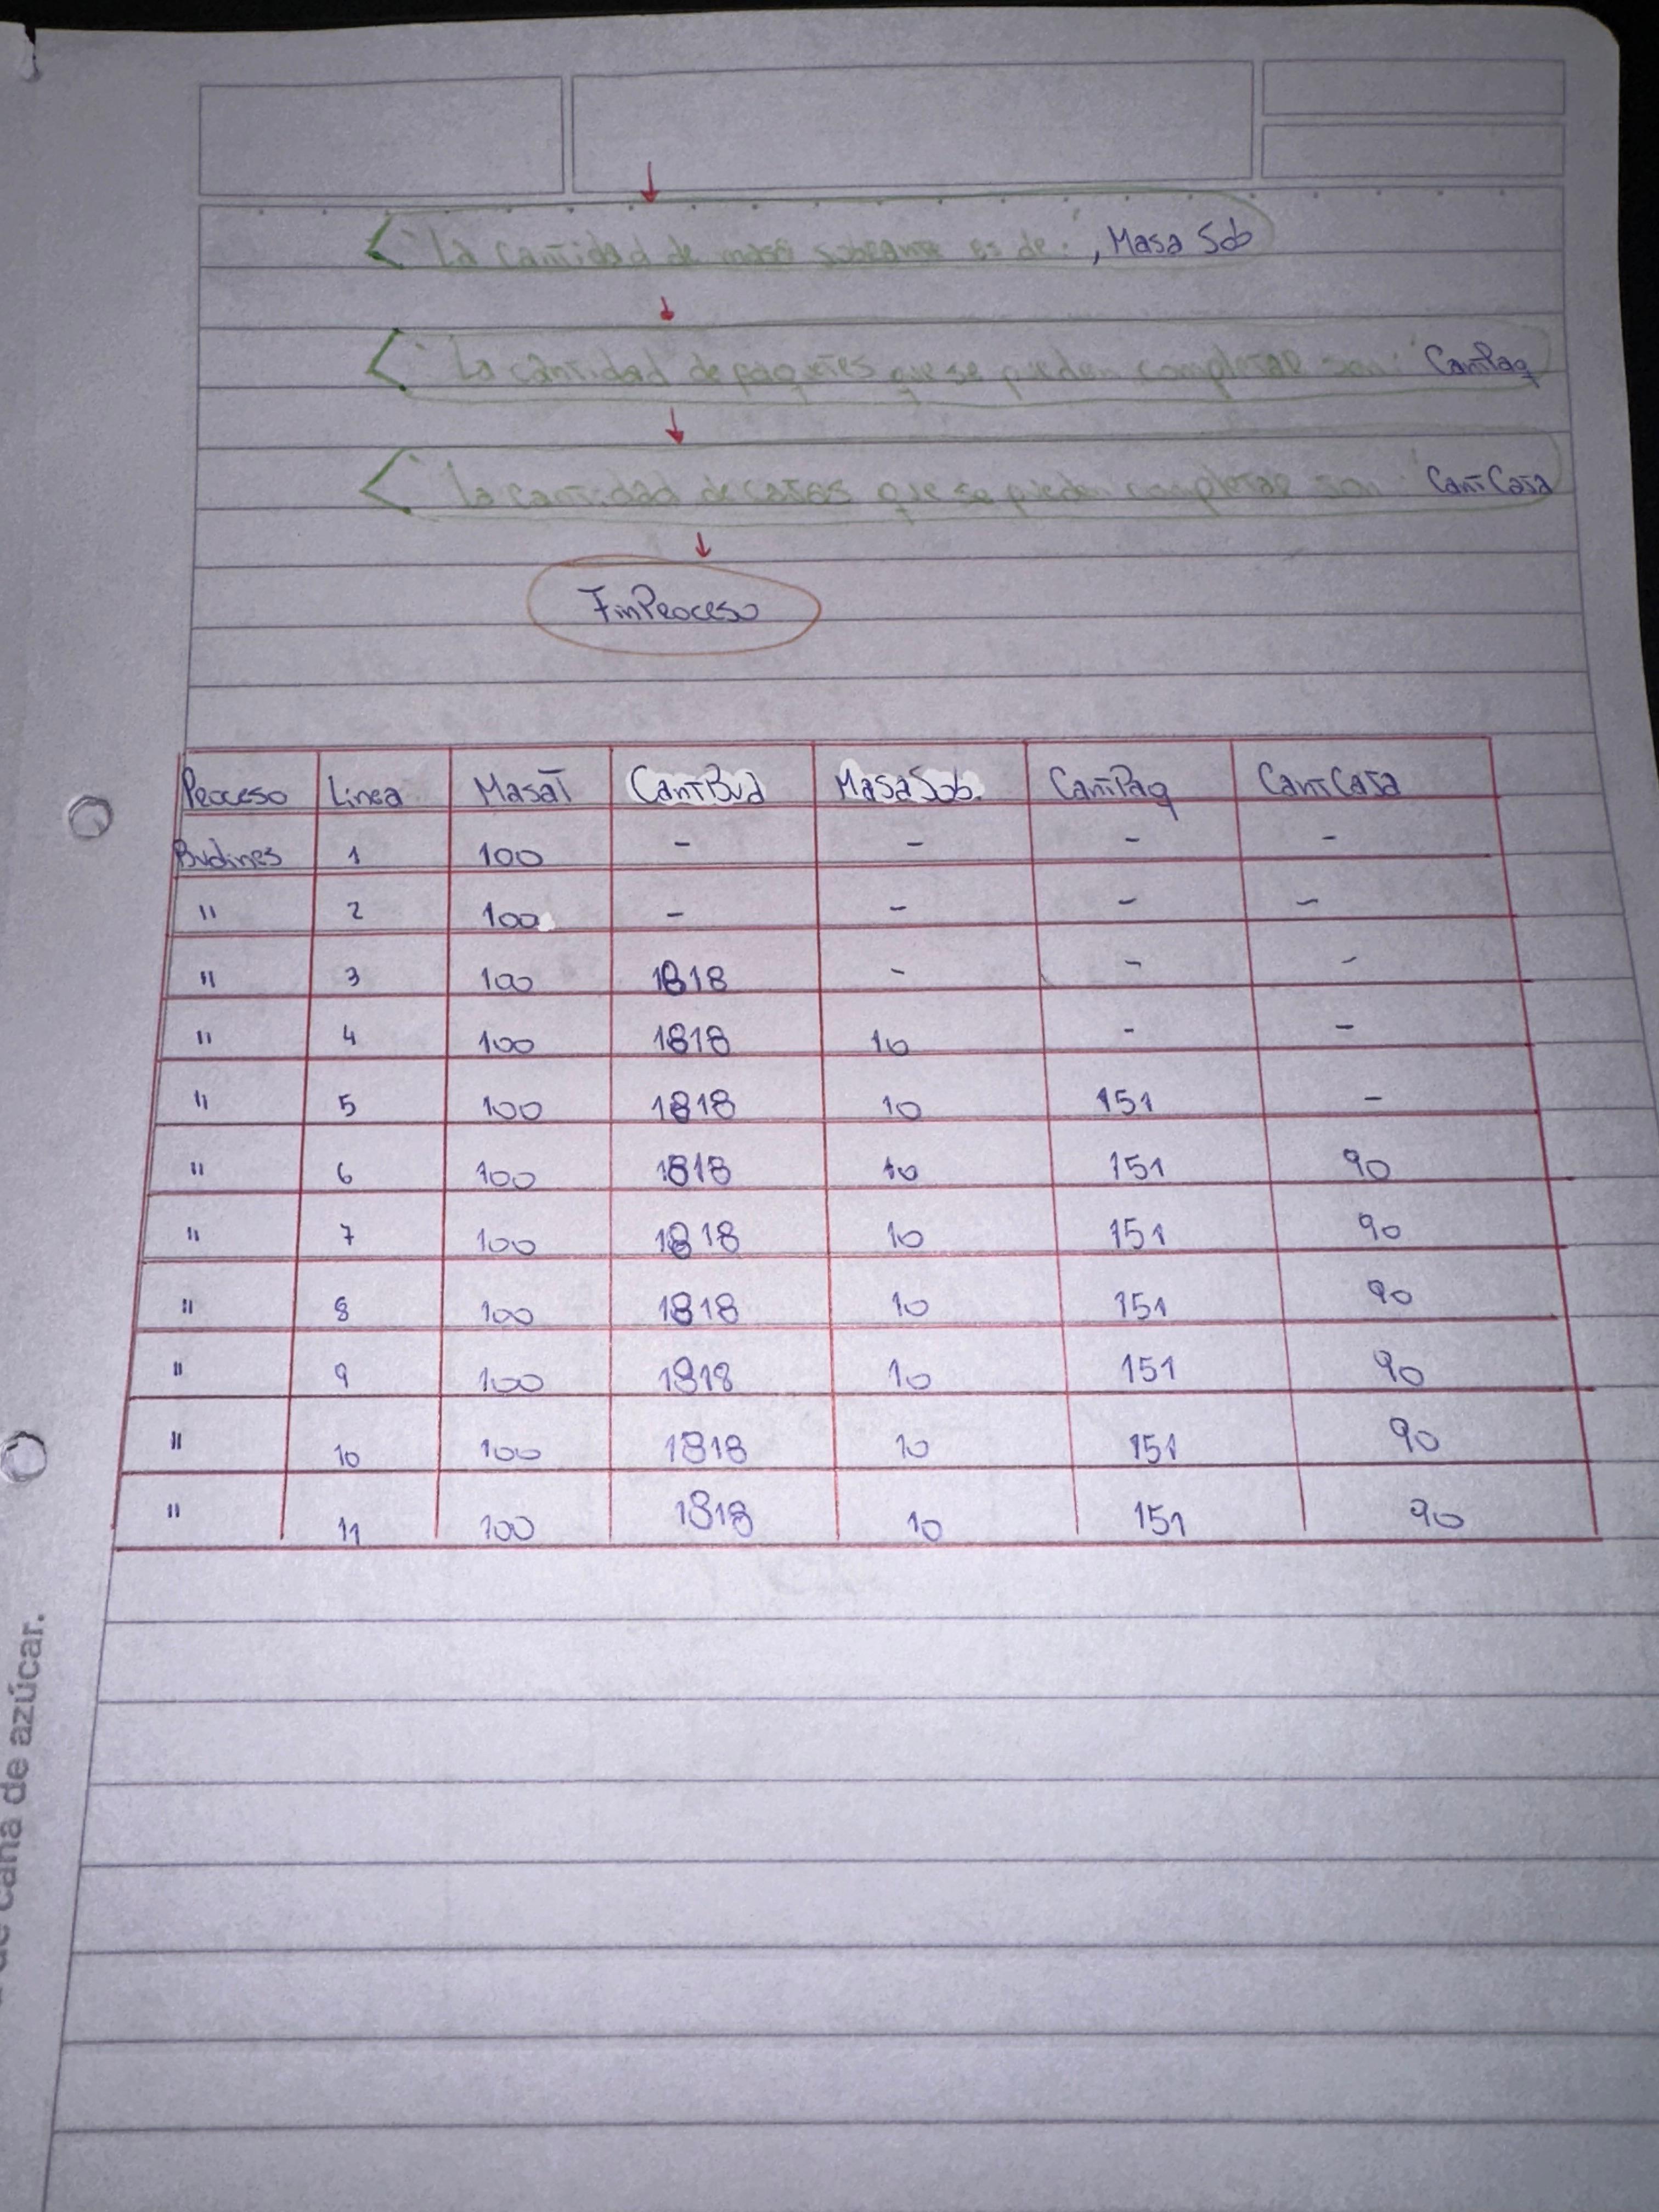 "La cantidad de masa sobrante es de: ", MasaSob
"La cantidad de paquetes que se pueden completar son: " CantPaq
"La cantidad de cajas que se pueden completar son: " CantCaja
FinProceso
Proceso Linea MasaT CantBud MasaSob. CantPaq CantCaja
Budines 1 100 - - - -
" 2 100 - - - -
" 3 100 1818 - - -
" 4 100 1818 10 - -
" 5 100 1818 10 151 -
" 6 100 1818 10 151 90
" 7 100 1818 10 151 90
" 8 100 1818 10 151 90
" 9 100 1818 10 151 90
" 10 100 1818 10 151 90
" 11 100 1818 10 151 90
de caña de azúcar.